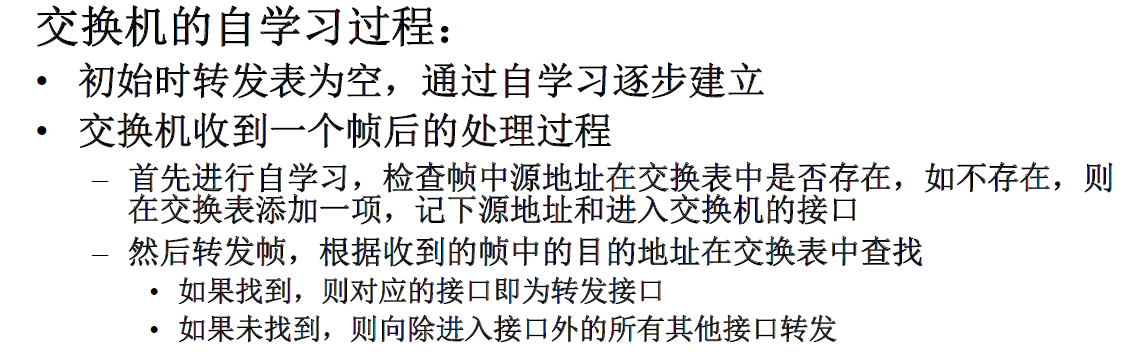 交换机的自学习过程：
• 初始时转发表为空，通过自学习逐步建立
• 交换机收到一个帧后的处理过程
– 首先进行自学习，检查帧中源地址在交换表中是否存在，如不存在，则
在交换表添加一项，记下源地址和进入交换机的接口
– 然后转发帧，根据收到的帧中的目的地址在交换表中查找
• 如果找到，则对应的接口即为转发接口
• 如果未找到，则向除进入接口外的所有其他接口转发